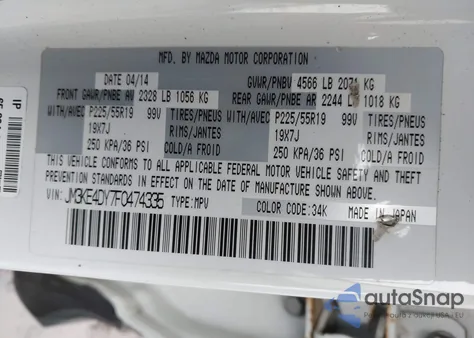 MFD. BY MAZDA MOTOR CORPORATION
DATE 04/14 GVWR/PNBV 4566 LB 2071 KG
FRONT GAWR/PNBE AV 2328 LB 1056 KG REAR GAWR/PNBE AR 2244 LB 1018 KG
WITH/AVEC P225/55R19 99V TIRES/PNEUS WITH/AVEC P225/55R19 99V TIRES/PNEUS
19X7J RIMS/JANTES 19X7J RIMS/JANTES
250 KPA/36 PSI COLD/A FROID 250 KPA/36 PSI COLD/A FROID
THIS VEHICLE CONFORMS TO ALL APPLICABLE FEDERAL MOTOR VEHICLE SAFETY AND THEFT
PREVENTION STANDARDS IN EFFECT ON THE DATE OF MANUFACTURE SHOWN ABOVE.
VIN: JM3KE4DY7F0474335 TYPE:MPV COLOR CODE:34K MADE IN JAPAN
IP
autoSnap